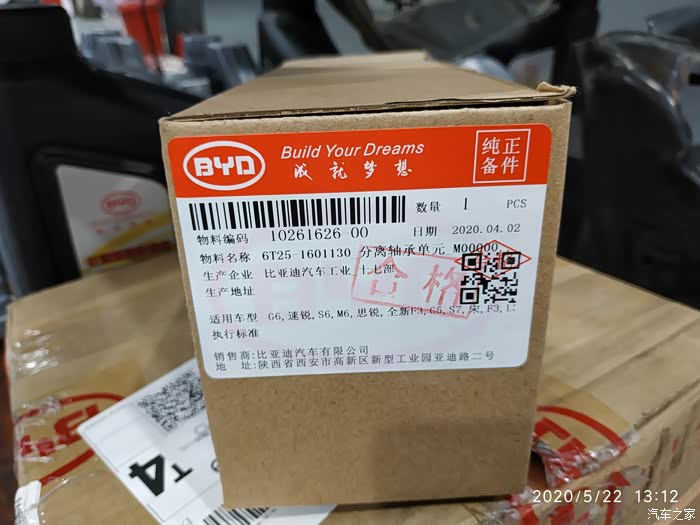 BYD
Build Your Dreams
成就梦想
纯正
备件
数量 1 PCS
物料编码 10261626-00
日期 2020.04.02
物料名称 6T25-1601130 分离轴承单元 M00000
生产企业 比亚迪汽车工业 十七部
生产地址
合格
适用车型 G6,速锐,S6,M6,思锐,全新F3,G5,S7,宋,F3,L:
执行标准
销售商:比亚迪汽车有限公司
地 址:陕西省西安市高新区新型工业园亚迪路二号
BYD
BYD
T4
2020/5/22 13:12
汽车之家